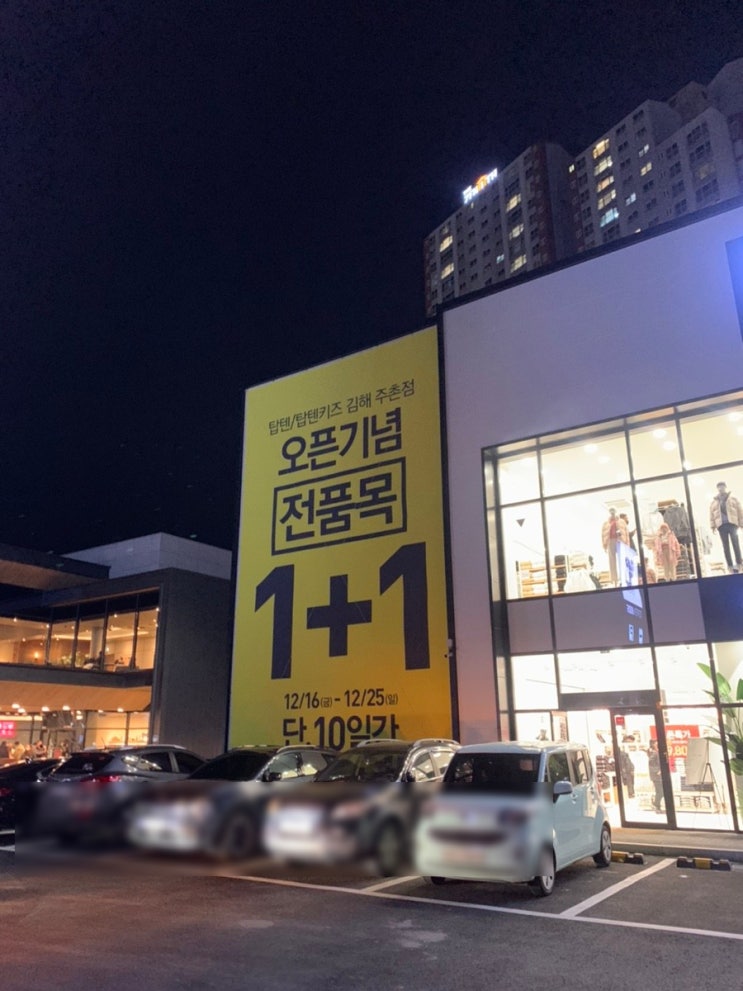 탑텐/탑텐키즈 김해 주촌점
오픈기념
전품목
1+1
12/16(금) - 12/25(일)
단 10일간